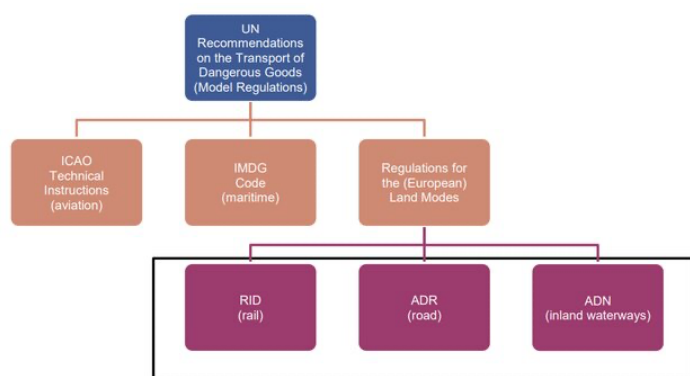 UN
Recommendations
on the Transport of
Dangerous Goods
(Model Regulations)
ICAO
Technical
Instructions
(aviation)
IMDG
Code
(maritime)
Regulations for
the (European)
Land Modes
RID
(rail)
ADR
(road)
ADN
(inland waterways)